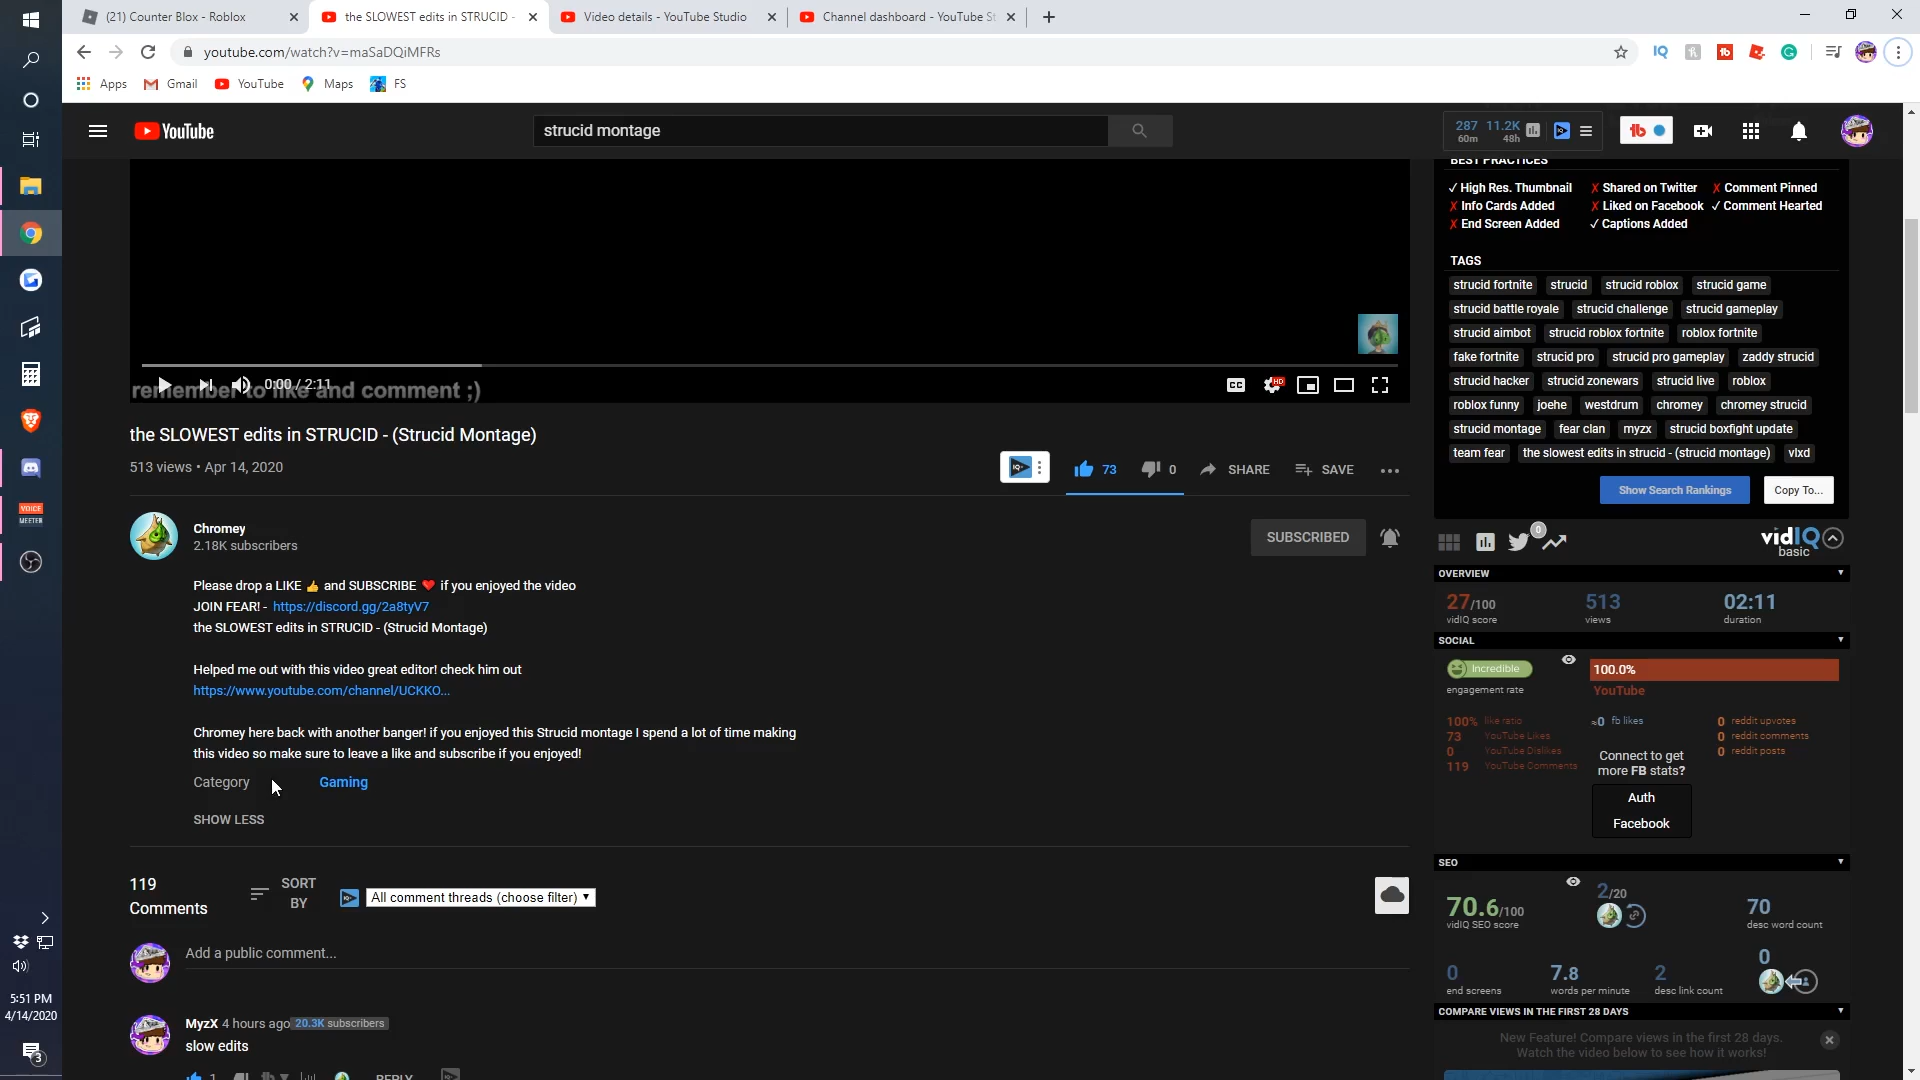 (21) Counter Blox - Roblox
the SLOWEST edits in STRUCID -
Video details - YouTube Studio
Channel dashboard - YouTube St
youtube.com/watch?v=maSaDQiMFRs
Apps
Gmail
YouTube
Maps
FS
YouTube
strucid montage
287 11.2K
60m 48h
BEST PRACTICES
✓ High Res. Thumbnail ✗ Shared on Twitter ✗ Comment Pinned
✗ Info Cards Added ✗ Liked on Facebook ✓ Comment Hearted
✗ End Screen Added ✓ Captions Added
TAGS
strucid fortnite strucid strucid roblox strucid game
strucid battle royale strucid challenge strucid gameplay
strucid aimbot strucid roblox fortnite roblox fortnite
fake fortnite strucid pro strucid pro gameplay zaddy strucid
strucid hacker strucid zonewars strucid live roblox
roblox funny joehe westdrum chromey chromey strucid
strucid montage fear clan myzx strucid boxfight update
team fear the slowest edits in strucid - (strucid montage) vlxd
Show Search Rankings
Copy To...
0:00 / 2:11
remember to like and comment ;)
CC
HD
the SLOWEST edits in STRUCID - (Strucid Montage)
513 views • Apr 14, 2020
73
0
SHARE
SAVE
Chromey
2.18K subscribers
SUBSCRIBED
Please drop a LIKE 👍 and SUBSCRIBE ❤ if you enjoyed the video
JOIN FEAR! - https://discord.gg/2a8tyV7
the SLOWEST edits in STRUCID - (Strucid Montage)
Helped me out with this video great editor! check him out
https://www.youtube.com/channel/UCKKO...
Chromey here back with another banger! if you enjoyed this Strucid montage I spend a lot of time making
this video so make sure to leave a like and subscribe if you enjoyed!
Category
Gaming
SHOW LESS
119
Comments
SORT
BY
All comment threads (choose filter)
Add a public comment...
MyzX 4 hours ago 20.3K subscribers
slow edits
1
REPLY
0
vidIQ
basic
OVERVIEW
27/100
vidIQ score
513
views
02:11
duration
SOCIAL
Incredible
engagement rate
100.0%
YouTube
100% like ratio
73 YouTube Likes
0 YouTube Dislikes
119 YouTube Comments
≈0 fb likes
0 reddit upvotes
0 reddit comments
0 reddit posts
Connect to get
more FB stats?
Auth
Facebook
SEO
70.6/100
vidIQ SEO score
2/20
70
desc word count
0
end screens
7.8
words per minute
2
desc link count
0
COMPARE VIEWS IN THE FIRST 28 DAYS
New Feature! Compare views in the first 28 days.
Watch the video below to see how it works!
VOICE
MEETER
5:51 PM
4/14/2020
3